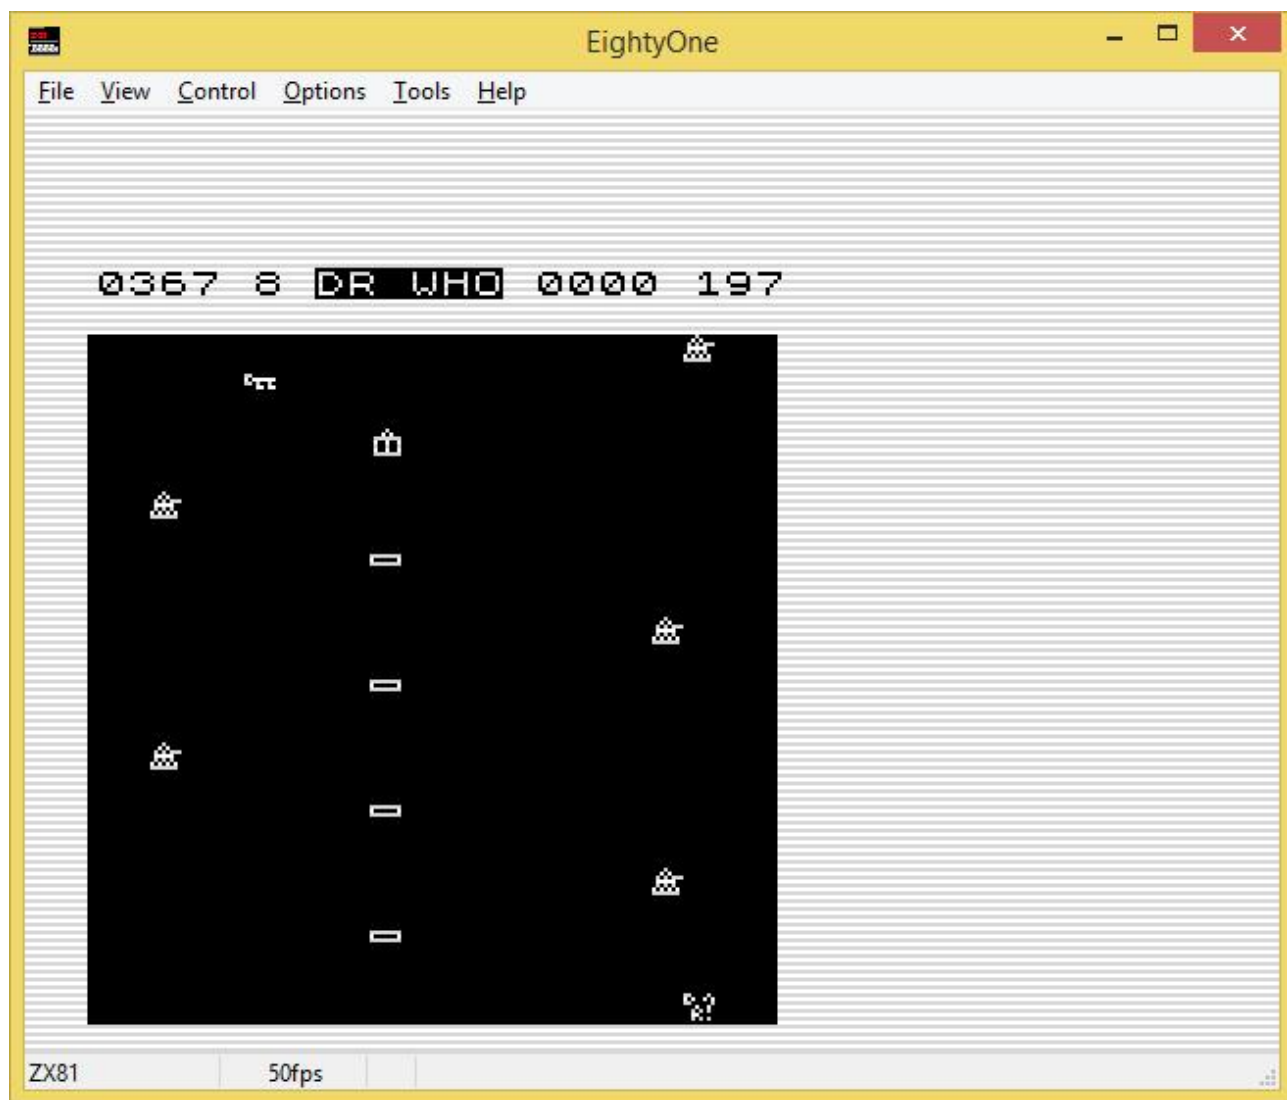 EightyOne
File View Control Options Tools Help
0367 8 DR WHO 0000 197
ZX81 50fps